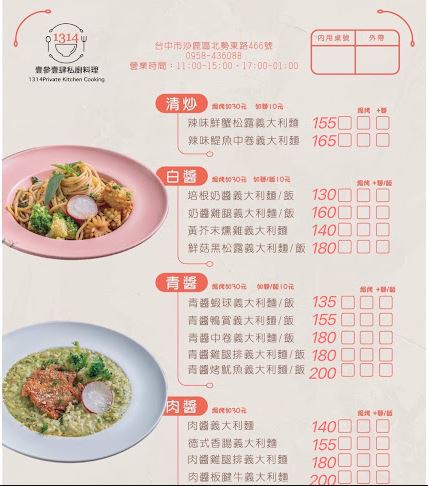 1314
壹參壹肆私廚料理
1314Private Kitchen Cooking
台中市沙鹿區北勢東路466號
0958-436088
營業時間：11:00-15:00・17:00-01:00
內用桌號 外帶
清炒 焗烤加30元 加麵10元 焗烤 +麵
辣味鮮蟹松露義大利麵 155
辣味鯷魚中卷義大利麵 165
白醬 焗烤加30元 加麵/飯10元 焗烤 +麵/飯
培根奶醬義大利麵/飯 130
奶醬雞腿義大利麵/飯 160
黃芥末燻雞義大利麵 140
鮮菇黑松露義大利麵/飯 180
青醬 焗烤加30元 加麵/飯10元 焗烤 +麵/飯
青醬蝦球義大利麵/飯 135
青醬鴨賞義大利麵/飯 155
青醬中卷義大利麵/飯 180
青醬雞腿排義大利麵/飯 180
青醬烤魷魚義大利麵/飯 200
肉醬 焗烤加30元 焗烤 +麵/飯
肉醬義大利麵 140
德式香腸義大利麵 155
肉醬雞腿排義大利麵 180
肉醬板腱牛義大利麵 200